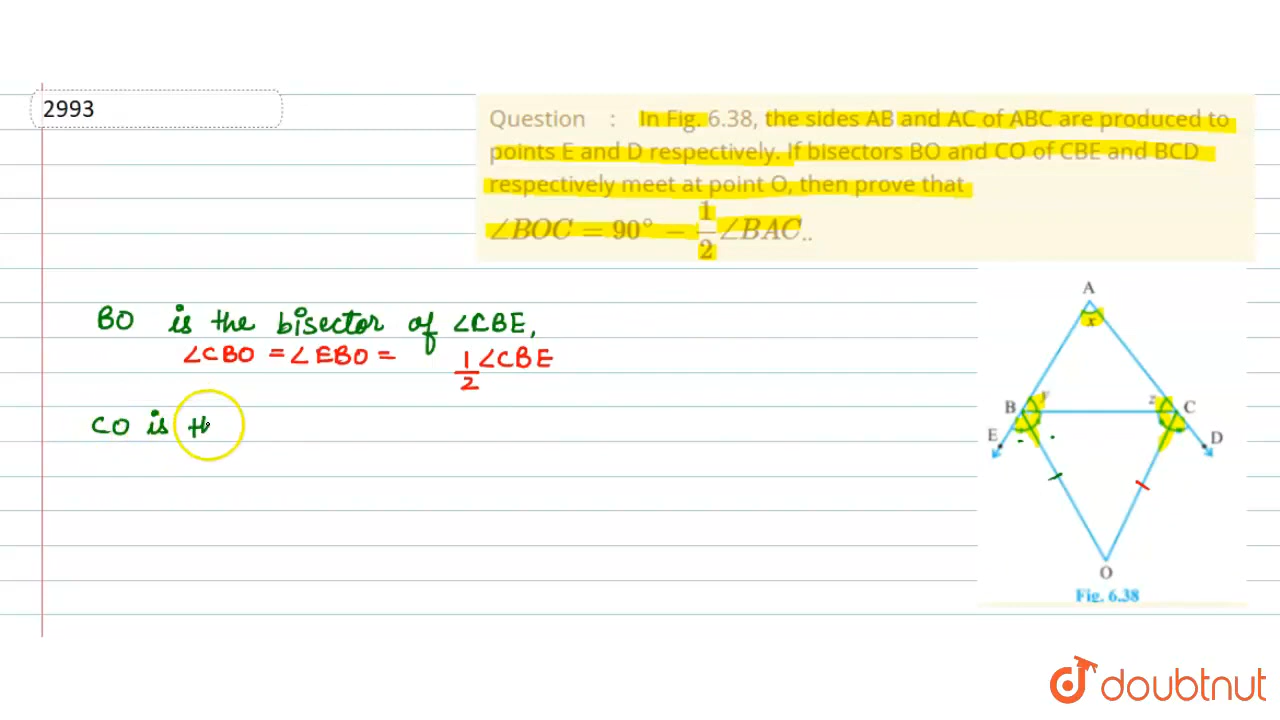 2993
Question : In Fig. 6.38, the sides AB and AC of ABC are produced to
points E and D respectively. If bisectors BO and CO of CBE and BCD
respectively meet at point O, then prove that
∠BOC = 90° − 1/2 ∠BAC..
BO is the bisector of ∠CBE,
∠CBO = ∠EBO = 1/2 ∠CBE
CO is th
A
x
B y z C
E D
O
Fig. 6.38
doubtnut